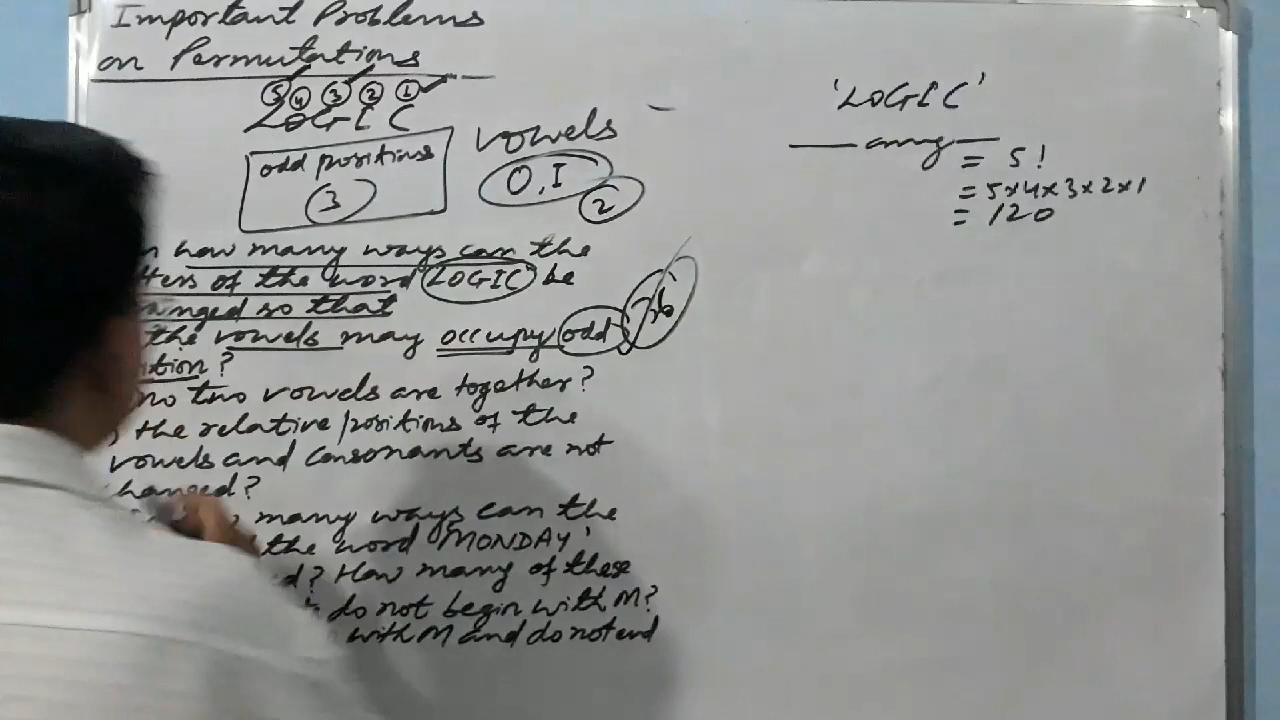 Important Problems
on Permutations
5 4 3 2 1
LOGIC
odd positions
3
vowels
O, I
2
how many ways can the
of the word LOGIC be
so that
the vowels may occupy odd
?
no two vowels are together?
the relative positions of the
vowels and consonants are not
changed?
many ways can the
the word 'MONDAY'
? How many of these
do not begin with M?
with M and do not end
36
'LOGIC'
= 5!
= 5×4×3×2×1
= 120